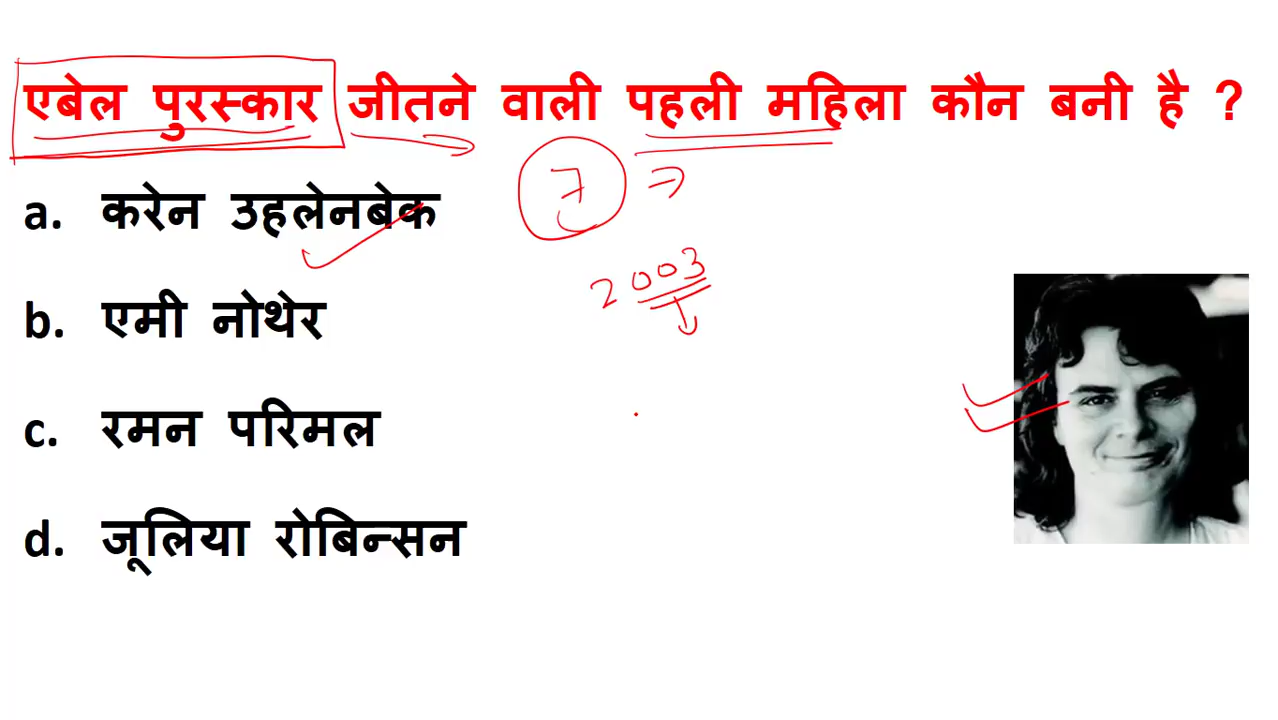 एबेल पुरस्कार जीतने वाली पहली महिला कौन बनी है ?
a. करेन उहलेनबेक
7 ⇒
2003
b. एमी नोथेर
c. रमन परिमल
d. जूलिया रोबिन्सन